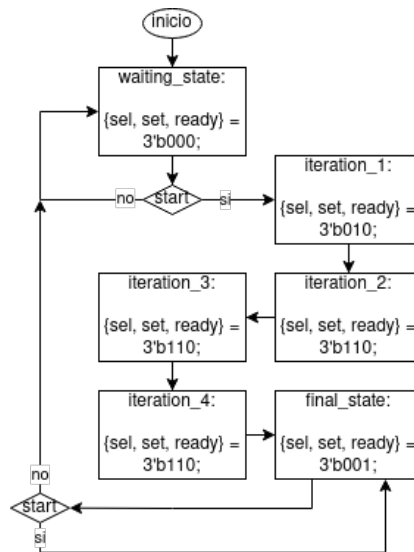 inicio
waiting_state:
{sel, set, ready} =
3'b000;
no
start
si
iteration_1:
{sel, set, ready} =
3'b010;
iteration_3:
{sel, set, ready} =
3'b110;
iteration_2:
{sel, set, ready} =
3'b110;
iteration_4:
{sel, set, ready} =
3'b110;
final_state:
{sel, set, ready} =
3'b001;
no
start
si